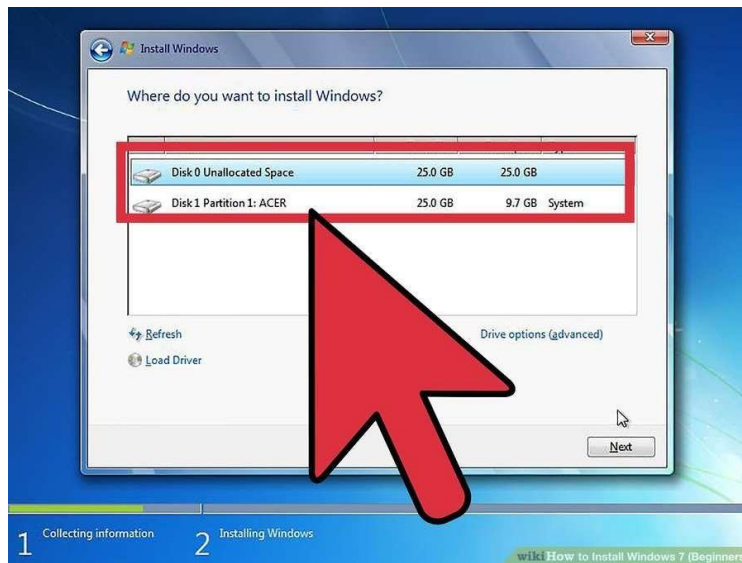 Install Windows
Where do you want to install Windows?
Disk 0 Unallocated Space 25.0 GB 25.0 GB
Disk 1 Partition 1: ACER 25.0 GB 9.7 GB System
Refresh Drive options (advanced)
Load Driver
Next
1 Collecting information 2 Installing Windows
wikiHow to Install Windows 7 (Beginners